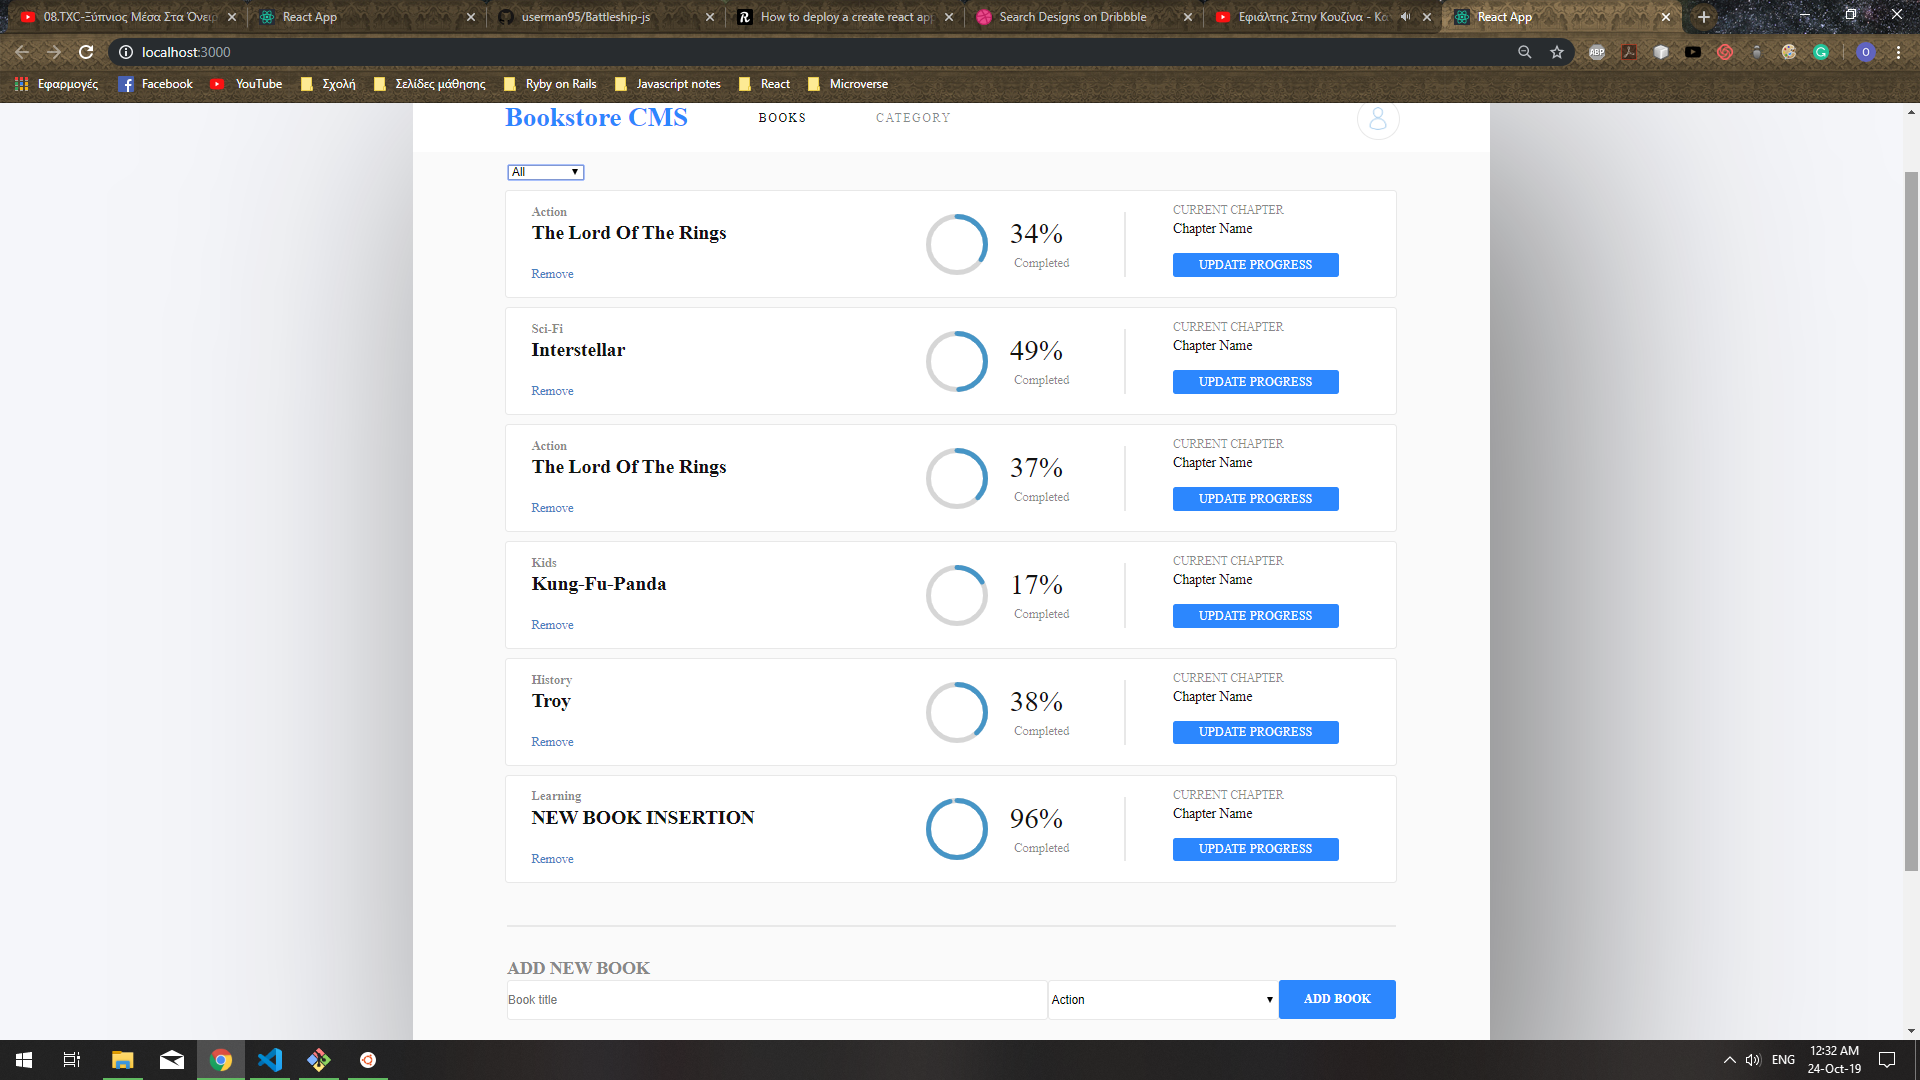 08.TXC-Ξύπνιος Μέσα Στα Όνειρ
React App
userman95/Battleship-js
How to deploy a create react app
Search Designs on Dribbble
Εφιάλτης Στην Κουζίνα - Κα
React App
localhost:3000
ABP
O
Εφαρμογές
Facebook
YouTube
Σχολή
Σελίδες μάθησης
Ryby on Rails
Javascript notes
React
Microverse
Bookstore CMS
BOOKS
CATEGORY
All
Action
The Lord Of The Rings
Remove
34%
Completed
CURRENT CHAPTER
Chapter Name
UPDATE PROGRESS
Sci-Fi
Interstellar
Remove
49%
Completed
CURRENT CHAPTER
Chapter Name
UPDATE PROGRESS
Action
The Lord Of The Rings
Remove
37%
Completed
CURRENT CHAPTER
Chapter Name
UPDATE PROGRESS
Kids
Kung-Fu-Panda
Remove
17%
Completed
CURRENT CHAPTER
Chapter Name
UPDATE PROGRESS
History
Troy
Remove
38%
Completed
CURRENT CHAPTER
Chapter Name
UPDATE PROGRESS
Learning
NEW BOOK INSERTION
Remove
96%
Completed
CURRENT CHAPTER
Chapter Name
UPDATE PROGRESS
ADD NEW BOOK
Book title
Action
ADD BOOK
ENG
12:32 AM
24-Oct-19